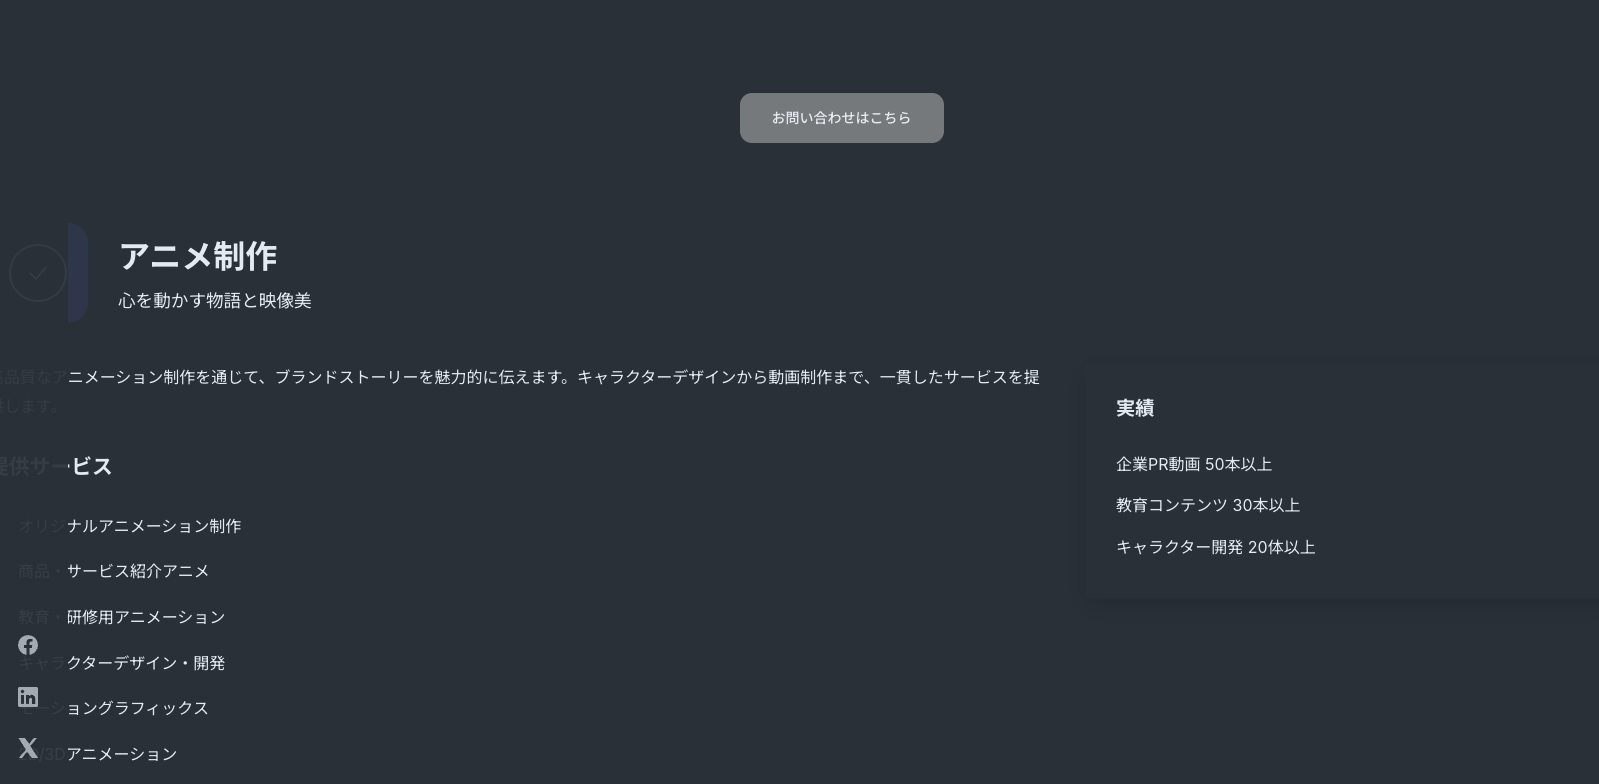 お問い合わせはこちら
アニメ制作
心を動かす物語と映像美
品質なアニメーション制作を通じて、ブランドストーリーを魅力的に伝えます。キャラクターデザインから動画制作まで、一貫したサービスを提
します。
提供サービス
オリジナルアニメーション制作
商品・サービス紹介アニメ
教育・研修用アニメーション
キャラクターデザイン・開発
モーショングラフィックス
/3Dアニメーション
実績
企業PR動画 50本以上
教育コンテンツ 30本以上
キャラクター開発 20体以上